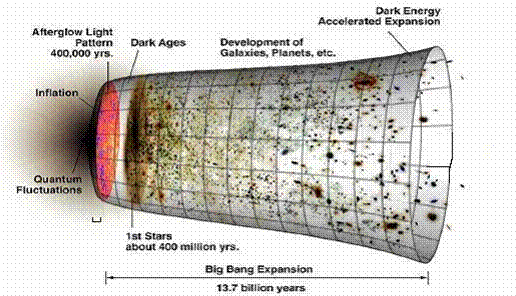 Dark Energy
Accelerated Expansion
Afterglow Light
Pattern
400,000 yrs.
Dark Ages
Development of
Galaxies, Planets, etc.
Inflation
Quantum
Fluctuations
1st Stars
about 400 million yrs.
Big Bang Expansion
13.7 billion years